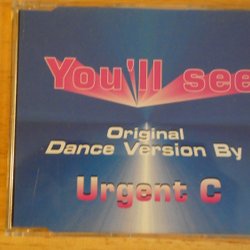 You'll see
Original
Dance Version By
Urgent C